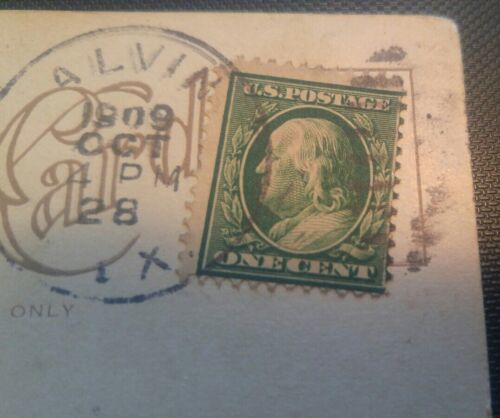 ALVIN
1909
OCT
4 PM
28
TX
Card
U.S. POSTAGE
ONE CENT
ONLY